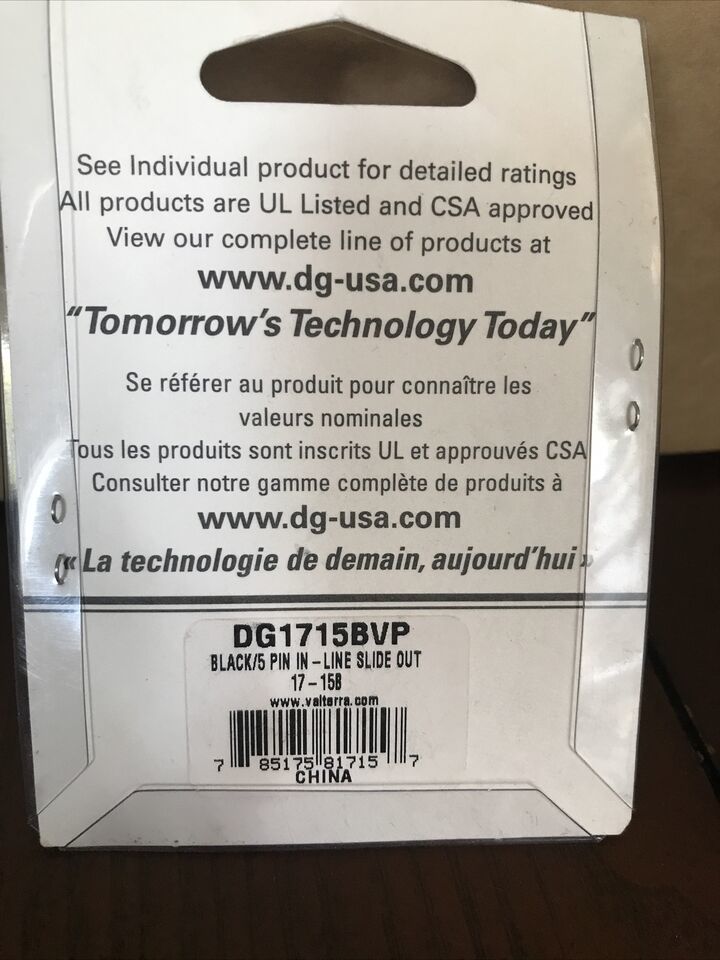 See Individual product for detailed ratings
All products are UL Listed and CSA approved
View our complete line of products at
www.dg-usa.com
"Tomorrow's Technology Today"
Se référer au produit pour connaître les
valeurs nominales
Tous les produits sont inscrits UL et approuvés CSA
Consulter notre gamme complète de produits à
www.dg-usa.com
« La technologie de demain, aujourd'hui »
DG1715BVP
BLACK/5 PIN IN-LINE SLIDE OUT
17-15B
www.valterra.com
7 85175 81715 7
CHINA